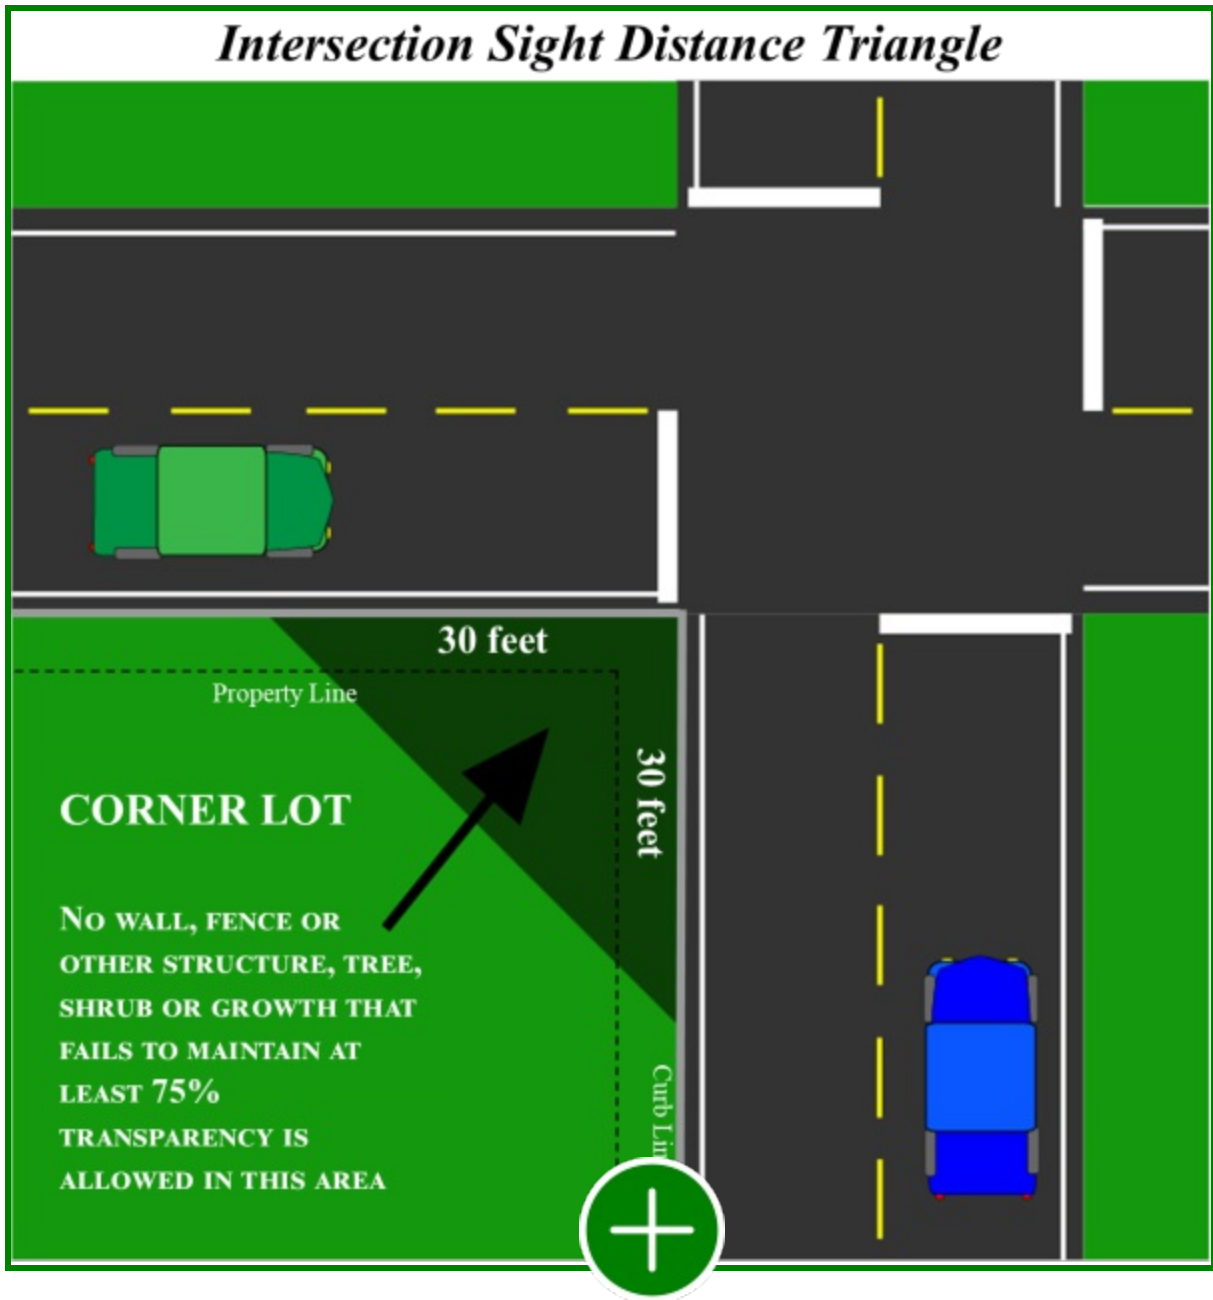 Intersection Sight Distance Triangle
30 feet
Property Line
30 feet
CORNER LOT
NO WALL, FENCE OR
OTHER STRUCTURE, TREE,
SHRUB OR GROWTH THAT
FAILS TO MAINTAIN AT
LEAST 75%
TRANSPARENCY IS
ALLOWED IN THIS AREA
Curb